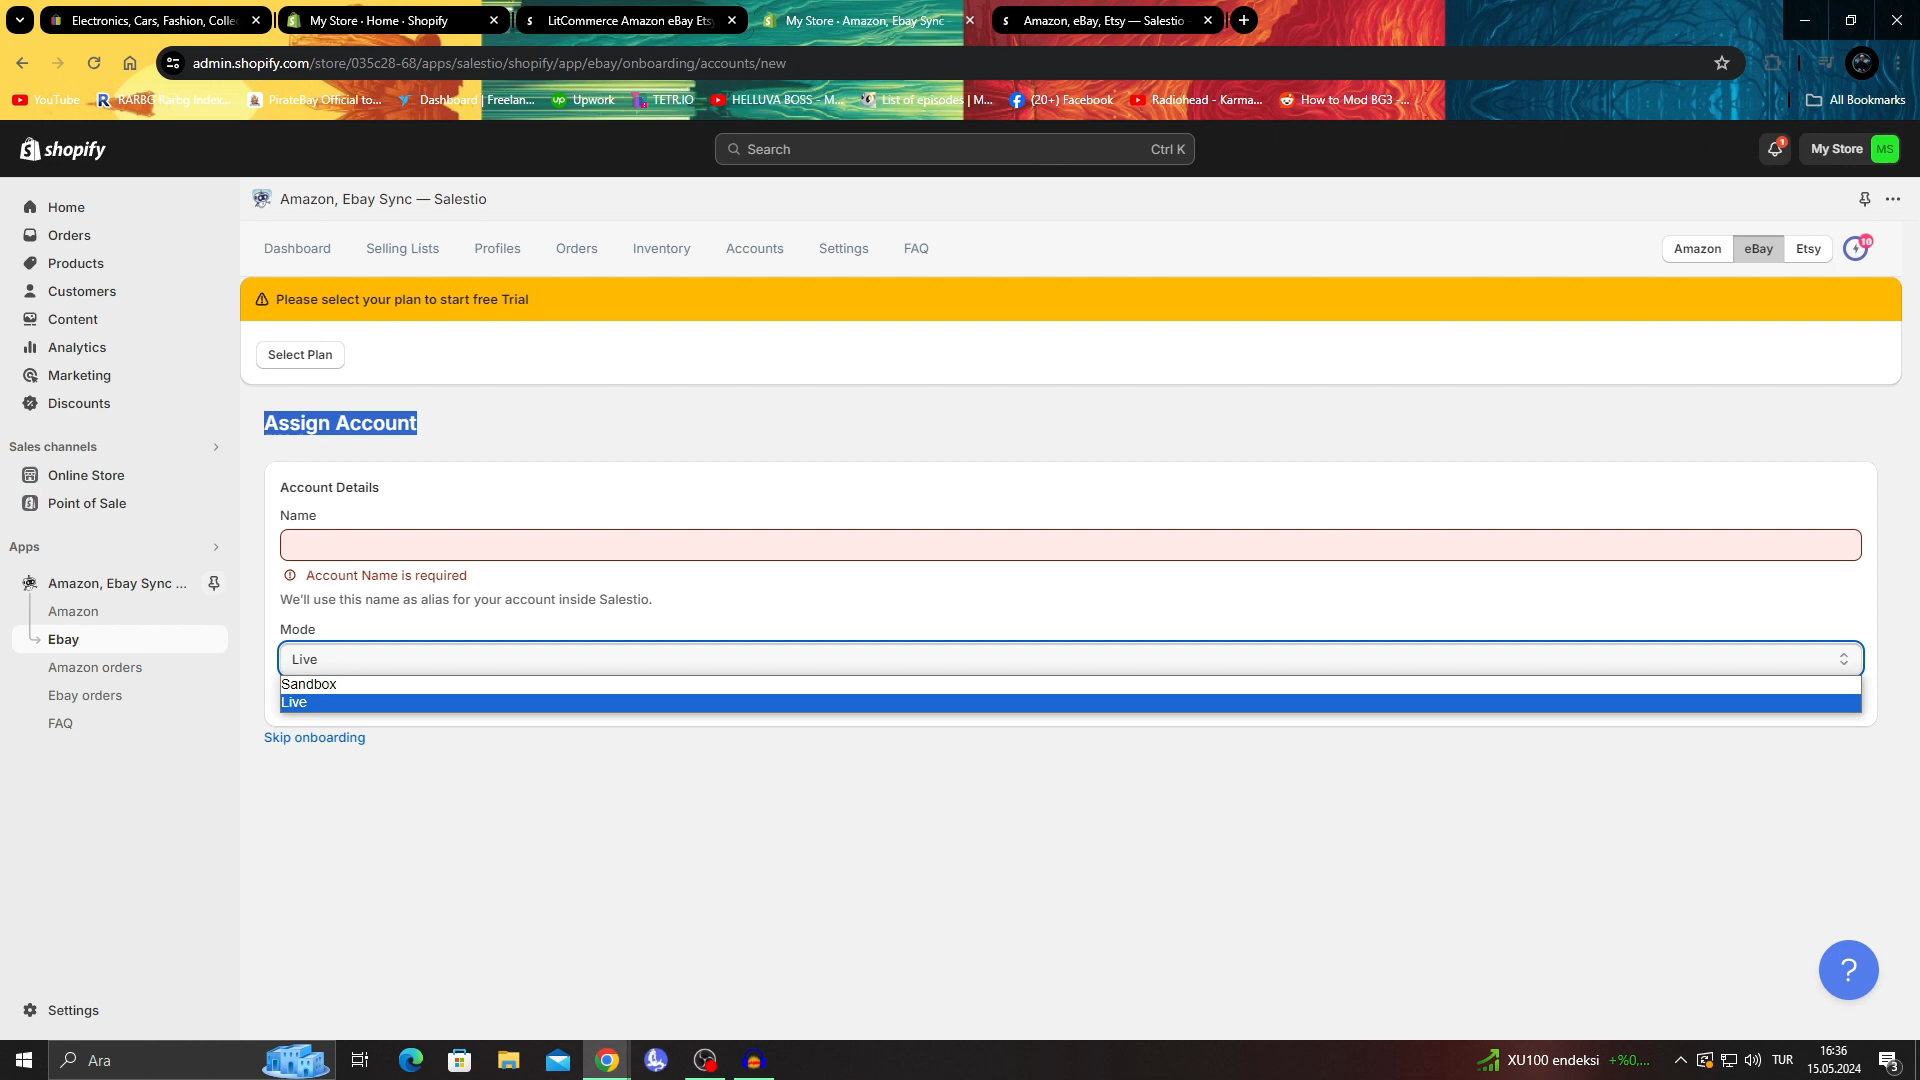 Electronics, Cars, Fashion, Colle
My Store · Home · Shopify
LitCommerce Amazon eBay Ets
My Store · Amazon, Ebay Sync
Amazon, eBay, Etsy — Salestio
admin.shopify.com/store/035c28-68/apps/salestio/shopify/app/ebay/onboarding/accounts/new
YouTube
RARBG Rarbg Index...
PirateBay Official to...
Dashboard | Freelan...
Upwork
TETR.IO
HELLUVA BOSS - M...
List of episodes | M...
(20+) Facebook
Radiohead - Karma...
How to Mod BG3 -...
All Bookmarks
shopify
Search
Ctrl K
1
My Store
MS
Home
Orders
Products
Customers
Content
Analytics
Marketing
Discounts
Sales channels
Online Store
Point of Sale
Apps
Amazon, Ebay Sync ...
Amazon
Ebay
Amazon orders
Ebay orders
FAQ
Settings
Amazon, Ebay Sync — Salestio
Dashboard
Selling Lists
Profiles
Orders
Inventory
Accounts
Settings
FAQ
Amazon
eBay
Etsy
10
Please select your plan to start free Trial
Select Plan
Assign Account
Account Details
Name
Account Name is required
We'll use this name as alias for your account inside Salestio.
Mode
Live
Sandbox
Live
Skip onboarding
?
Ara
XU100 endeksi +%0,...
TUR
16:36
15.05.2024
3